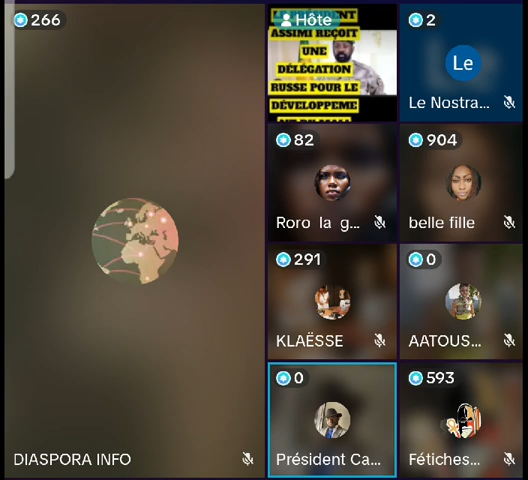 266
Hôte
ASSIMI REÇOIT
UNE
DÉLÉGATION
RUSSE POUR LE
DÉVELOPPEME
2
Le
Le Nostra...
82
Roro la g...
904
belle fille
291
KLAËSSE
0
AATOUS...
DIASPORA INFO
0
Président Ca...
593
Fétiches...